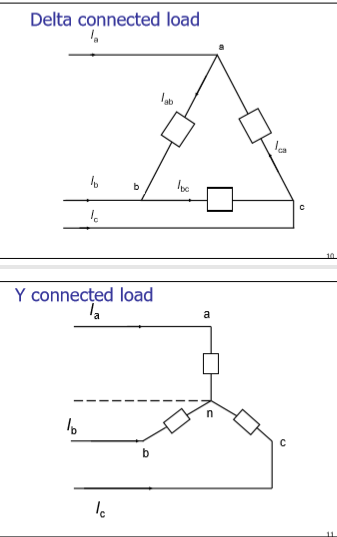 Delta connected load
Ia
a
Iab
Ica
Ib
b
Ibc
c
Ic
10
Y connected load
Ia
a
n
Ib
c
b
Ic
11